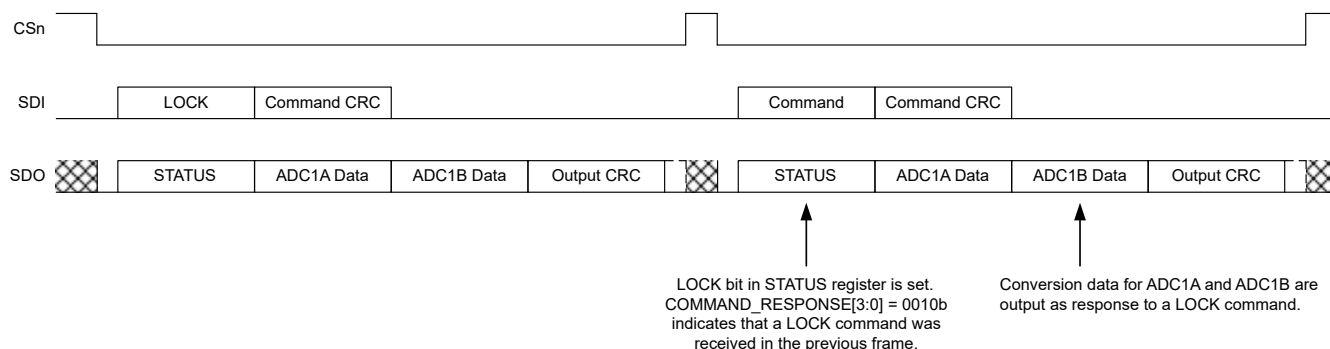 CSn
SDI LOCK Command CRC Command Command CRC
SDO STATUS ADC1A Data ADC1B Data Output CRC STATUS ADC1A Data ADC1B Data Output CRC
LOCK bit in STATUS register is set.
COMMAND_RESPONSE[3:0] = 0010b
indicates that a LOCK command was
received in the previous frame.
Conversion data for ADC1A and ADC1B are
output as response to a LOCK command.